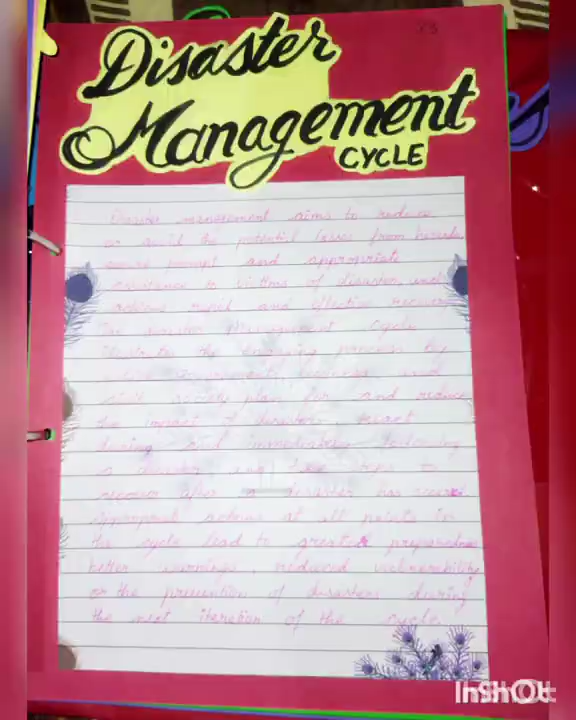 Disaster
Management
CYCLE
Disaster management aims to reduce
or avoid the potential losses from hazards
assure prompt and appropriate
assistance to victims of disaster, and
achieve rapid and effective recovery
The disaster Management cycle
illustrates the ongoing process by
which governments, business and
civil society plan for and reduce
the impact of disasters, react
during and immediately following
a disaster and take steps to
recover after a disaster has
actions at all points in
the cycle lead to greater preparedness
better warnings, reduced vulnerability
or the prevention of disasters during
the next iteration of the cycle.
InShOt